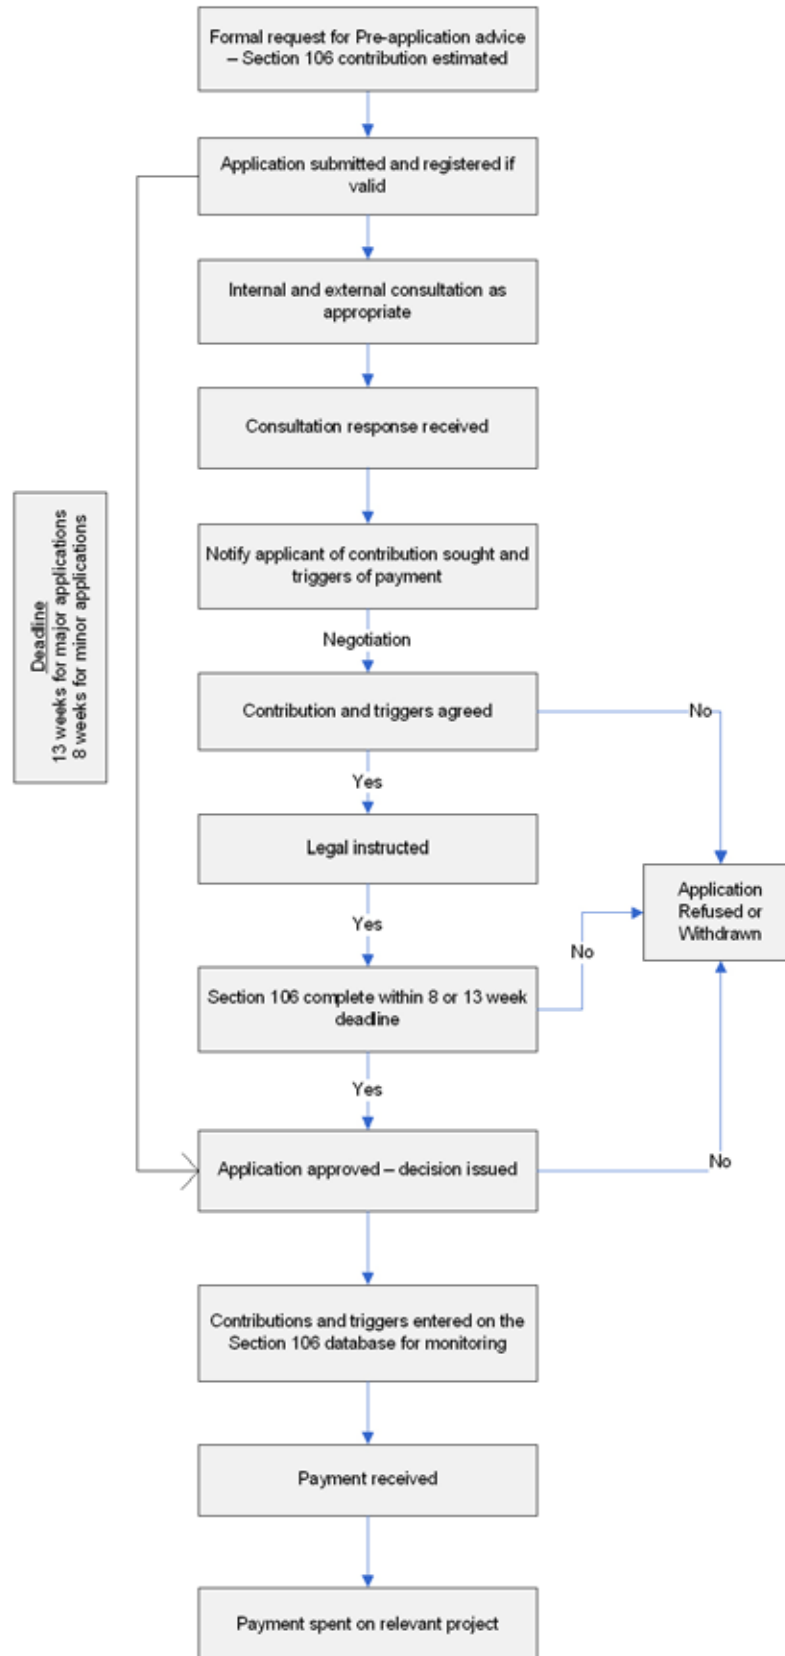 Formal request for Pre-application advice
– Section 106 contribution estimated
Application submitted and registered if
valid
Internal and external consultation as
appropriate
Consultation response received
Deadline
13 weeks for major applications
8 weeks for minor applications
Notify applicant of contribution sought and
triggers of payment
Negotiation
Contribution and triggers agreed
No
Yes
Legal instructed
Application
Refused or
Withdrawn
Yes
No
Section 106 complete within 8 or 13 week
deadline
Yes
Application approved – decision issued
No
Contributions and triggers entered on the
Section 106 database for monitoring
Payment received
Payment spent on relevant project